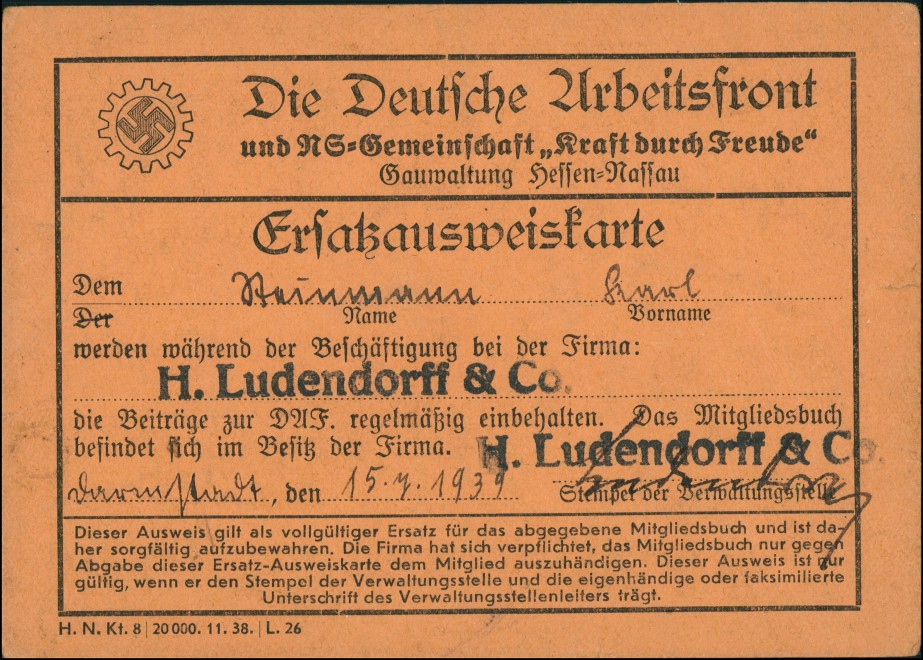 Die Deutsche Arbeitsfront
und NS=Gemeinschaft „Kraft durch Freude“
Gauwaltung Hessen=Nassau
Ersatzausweiskarte
Dem Steinmann Karl
Der Name Vorname
werden während der Beschäftigung bei der Firma:
H. Ludendorff & Co.
die Beiträge zur DAF. regelmäßig einbehalten. Das Mitgliedsbuch
befindet sich im Besitz der Firma. H. Ludendorff & Co.
Darmstadt, den 15.7.1939 Stempel der Verwaltungsstelle
Dieser Ausweis gilt als vollgültiger Ersatz für das abgegebene Mitgliedsbuch und ist da-
her sorgfältig aufzubewahren. Die Firma hat sich verpflichtet, das Mitgliedsbuch nur gegen
Abgabe dieser Ersatz-Ausweiskarte dem Mitglied auszuhändigen. Dieser Ausweis ist nur
gültig, wenn er den Stempel der Verwaltungsstelle und die eigenhändige oder faksimilierte
Unterschrift des Verwaltungsstellenleiters trägt.
H. N. Kt. 8 | 20 000. 11. 38. | L. 26